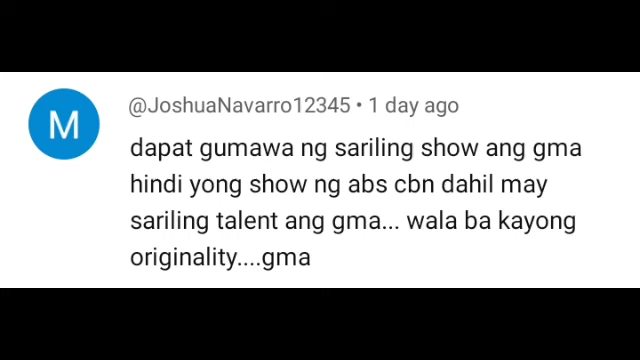 M
@JoshuaNavarro12345 • 1 day ago
dapat gumawa ng sariling show ang gma
hindi yong show ng abs cbn dahil may
sariling talent ang gma... wala ba kayong
originality....gma